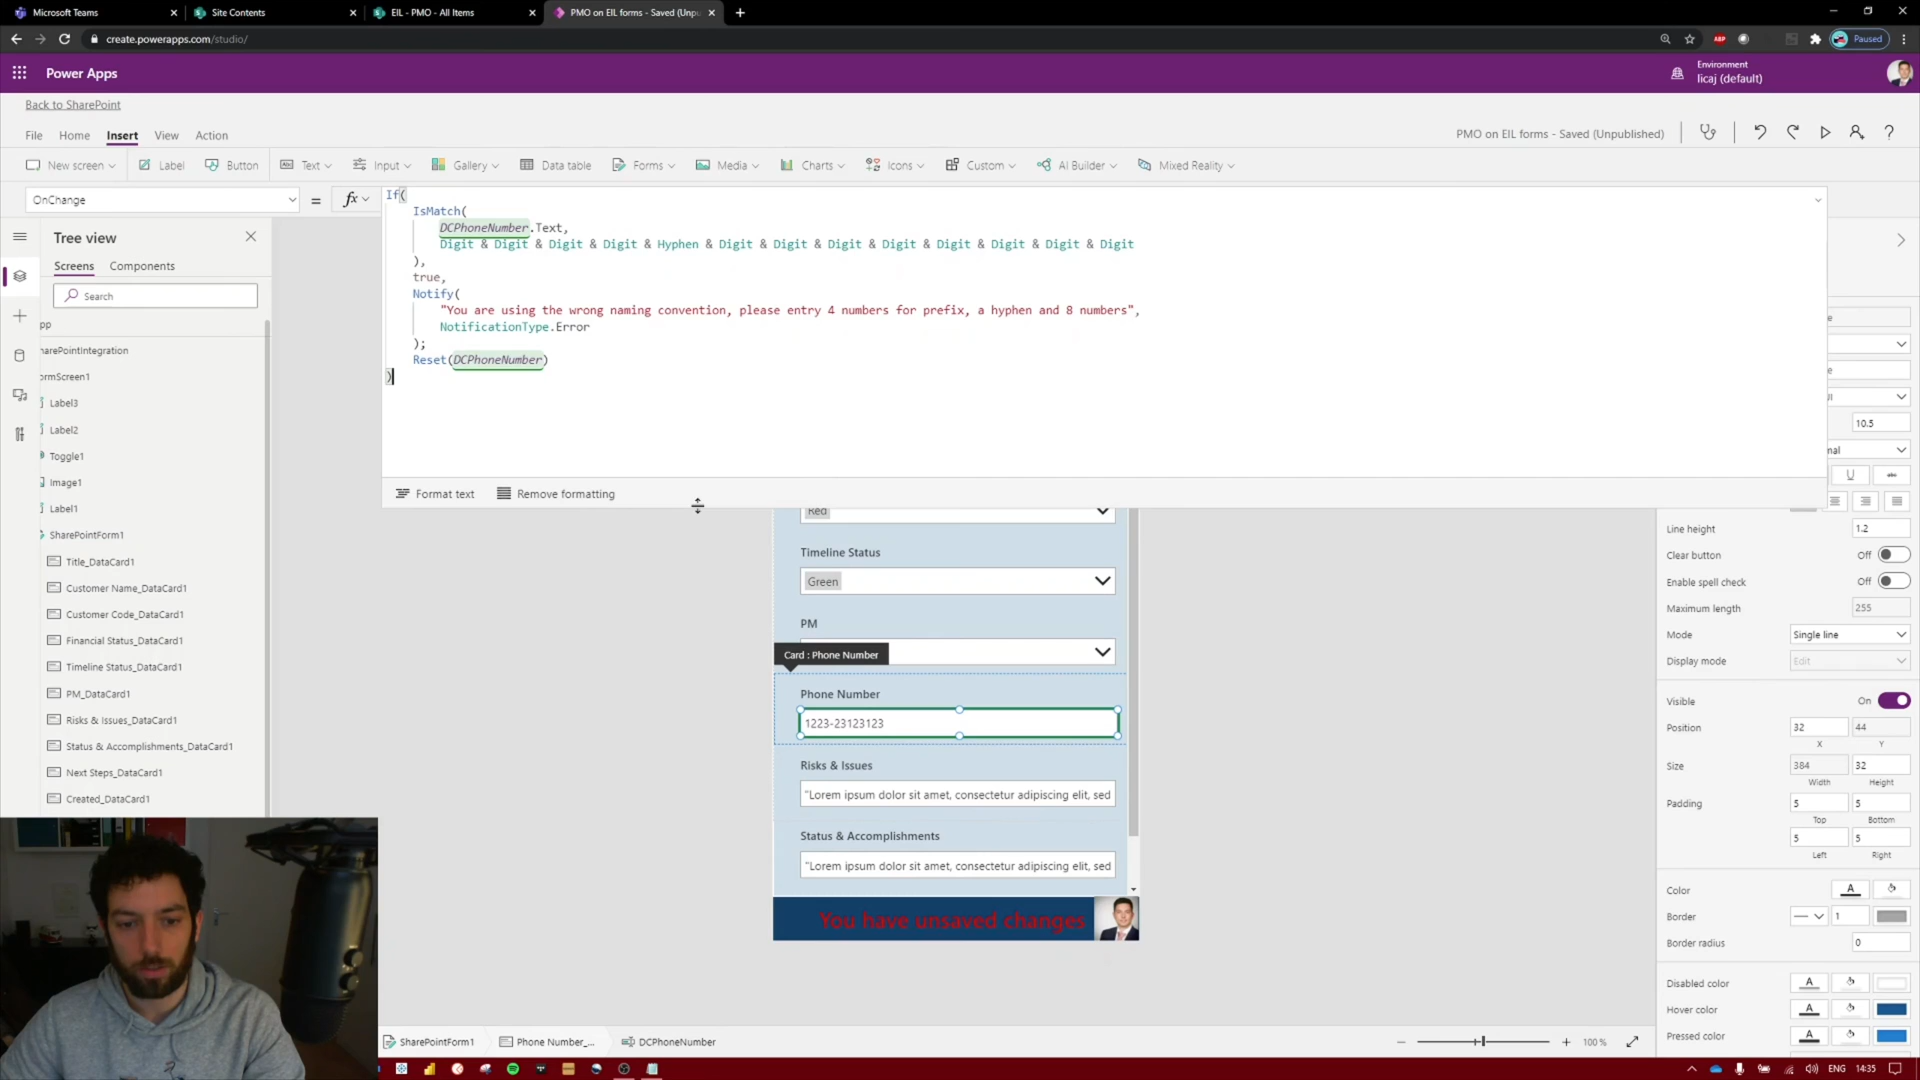 Microsoft Teams
Site Contents
EIL - PMO - All Items
PMO on EIL forms - Saved (Unpu
create.powerapps.com/studio/
ABP
Paused
Power Apps
Environment
licaj (default)
Back to SharePoint
File
Home
Insert
View
Action
PMO on EIL forms - Saved (Unpublished)
New screen
Label
Button
Text
Input
Gallery
Data table
Forms
Media
Charts
Icons
Custom
AI Builder
Mixed Reality
OnChange
=
fx
If(
IsMatch(
DCPhoneNumber.Text,
Digit & Digit & Digit & Digit & Hyphen & Digit & Digit & Digit & Digit & Digit & Digit & Digit & Digit
),
true,
Notify(
"You are using the wrong naming convention, please entry 4 numbers for prefix, a hyphen and 8 numbers",
NotificationType.Error
);
Reset(DCPhoneNumber)
)
Format text
Remove formatting
Tree view
Screens
Components
Search
pp
harePointIntegration
ormScreen1
Label3
Label2
Toggle1
Image1
Label1
SharePointForm1
Title_DataCard1
Customer Name_DataCard1
Customer Code_DataCard1
Financial Status_DataCard1
Timeline Status_DataCard1
PM_DataCard1
Risks & Issues_DataCard1
Status & Accomplishments_DataCard1
Next Steps_DataCard1
Created_DataCard1
Red
Timeline Status
Green
PM
Card : Phone Number
Phone Number
1223-23123123
Risks & Issues
"Lorem ipsum dolor sit amet, consectetur adipiscing elit, sed
Status & Accomplishments
"Lorem ipsum dolor sit amet, consectetur adipiscing elit, sed
You have unsaved changes
10.5
mal
Line height
1.2
Clear button
Off
Enable spell check
Off
Maximum length
255
Mode
Single line
Display mode
Edit
Visible
On
Position
32
44
X
Y
Size
384
32
Width
Height
Padding
5
5
Top
Bottom
5
5
Left
Right
Color
Border
1
Border radius
0
Disabled color
Hover color
Pressed color
SharePointForm1
Phone Number_...
DCPhoneNumber
100 %
ENG
14:35